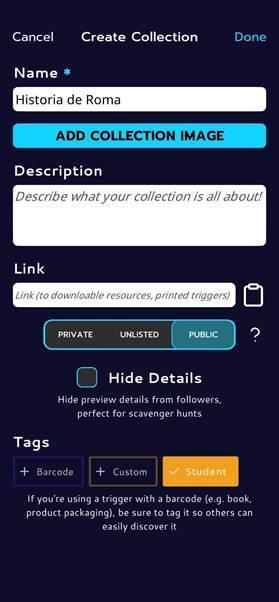 Cancel Create Collection Done
Name *
Historia de Roma
ADD COLLECTION IMAGE
Description
Describe what your collection is all about!
Link
Link (to downloable resources, printed triggers)
PRIVATE UNLISTED PUBLIC ?
Hide Details
Hide preview details from followers,
perfect for scavenger hunts
Tags
+ Barcode + Custom ✓ Student
If you're using a trigger with a barcode (e.g. book,
product packaging), be sure to tag it so others can
easily discover it